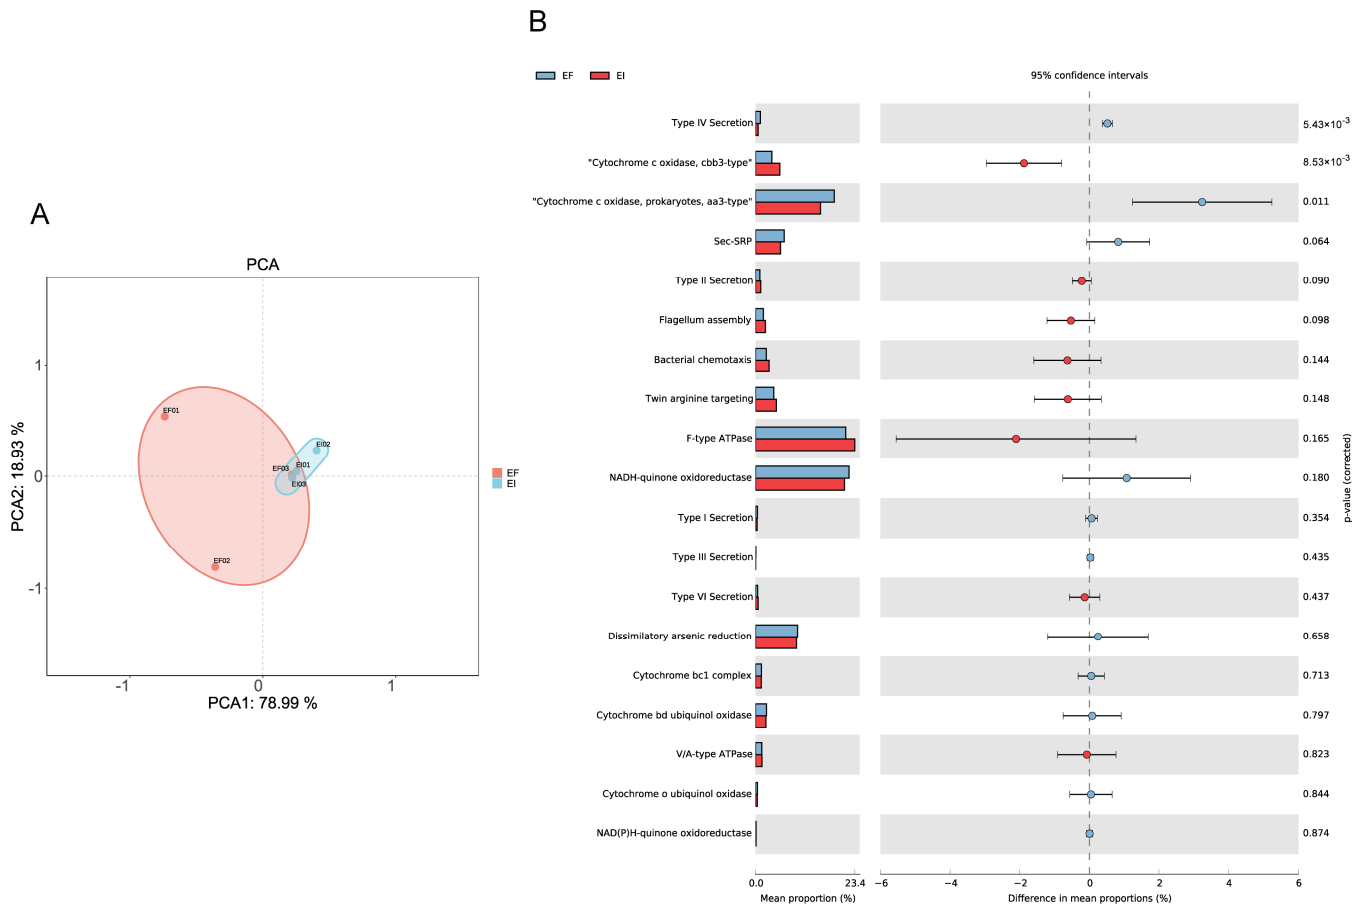 A
PCA
1
0
-1
-1
0
1
PCA2: 18.93 %
PCA1: 78.99 %
EF01
EI02
EF03
EI01
EI03
EF02
EF
EI
B
EF
EI
95% confidence intervals
Type IV Secretion
5.43×10-3
"Cytochrome c oxidase, cbb3-type"
8.53×10-3
"Cytochrome c oxidase, prokaryotes, aa3-type"
0.011
Sec-SRP
0.064
Type II Secretion
0.090
Flagellum assembly
0.098
Bacterial chemotaxis
0.144
Twin arginine targeting
0.148
F-type ATPase
0.165
NADH-quinone oxidoreductase
0.180
Type I Secretion
0.354
Type III Secretion
0.435
Type VI Secretion
0.437
Dissimilatory arsenic reduction
0.658
Cytochrome bc1 complex
0.713
Cytochrome bd ubiquinol oxidase
0.797
V/A-type ATPase
0.823
Cytochrome o ubiquinol oxidase
0.844
NAD(P)H-quinone oxidoreductase
0.874
p-value (corrected)
0.0
23.4
−6
−4
−2
0
2
4
6
Mean proportion (%)
Difference in mean proportions (%)